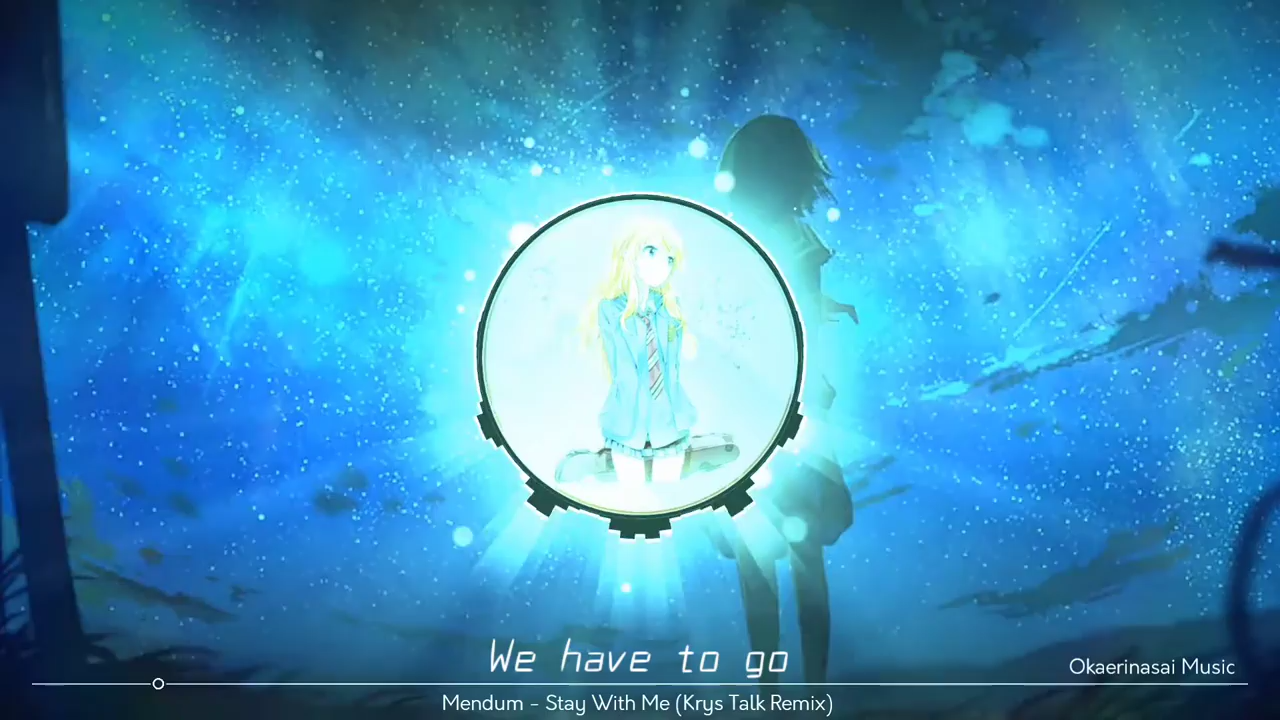 We have to go
Okaerinasai Music
Mendum - Stay With Me (Krys Talk Remix)